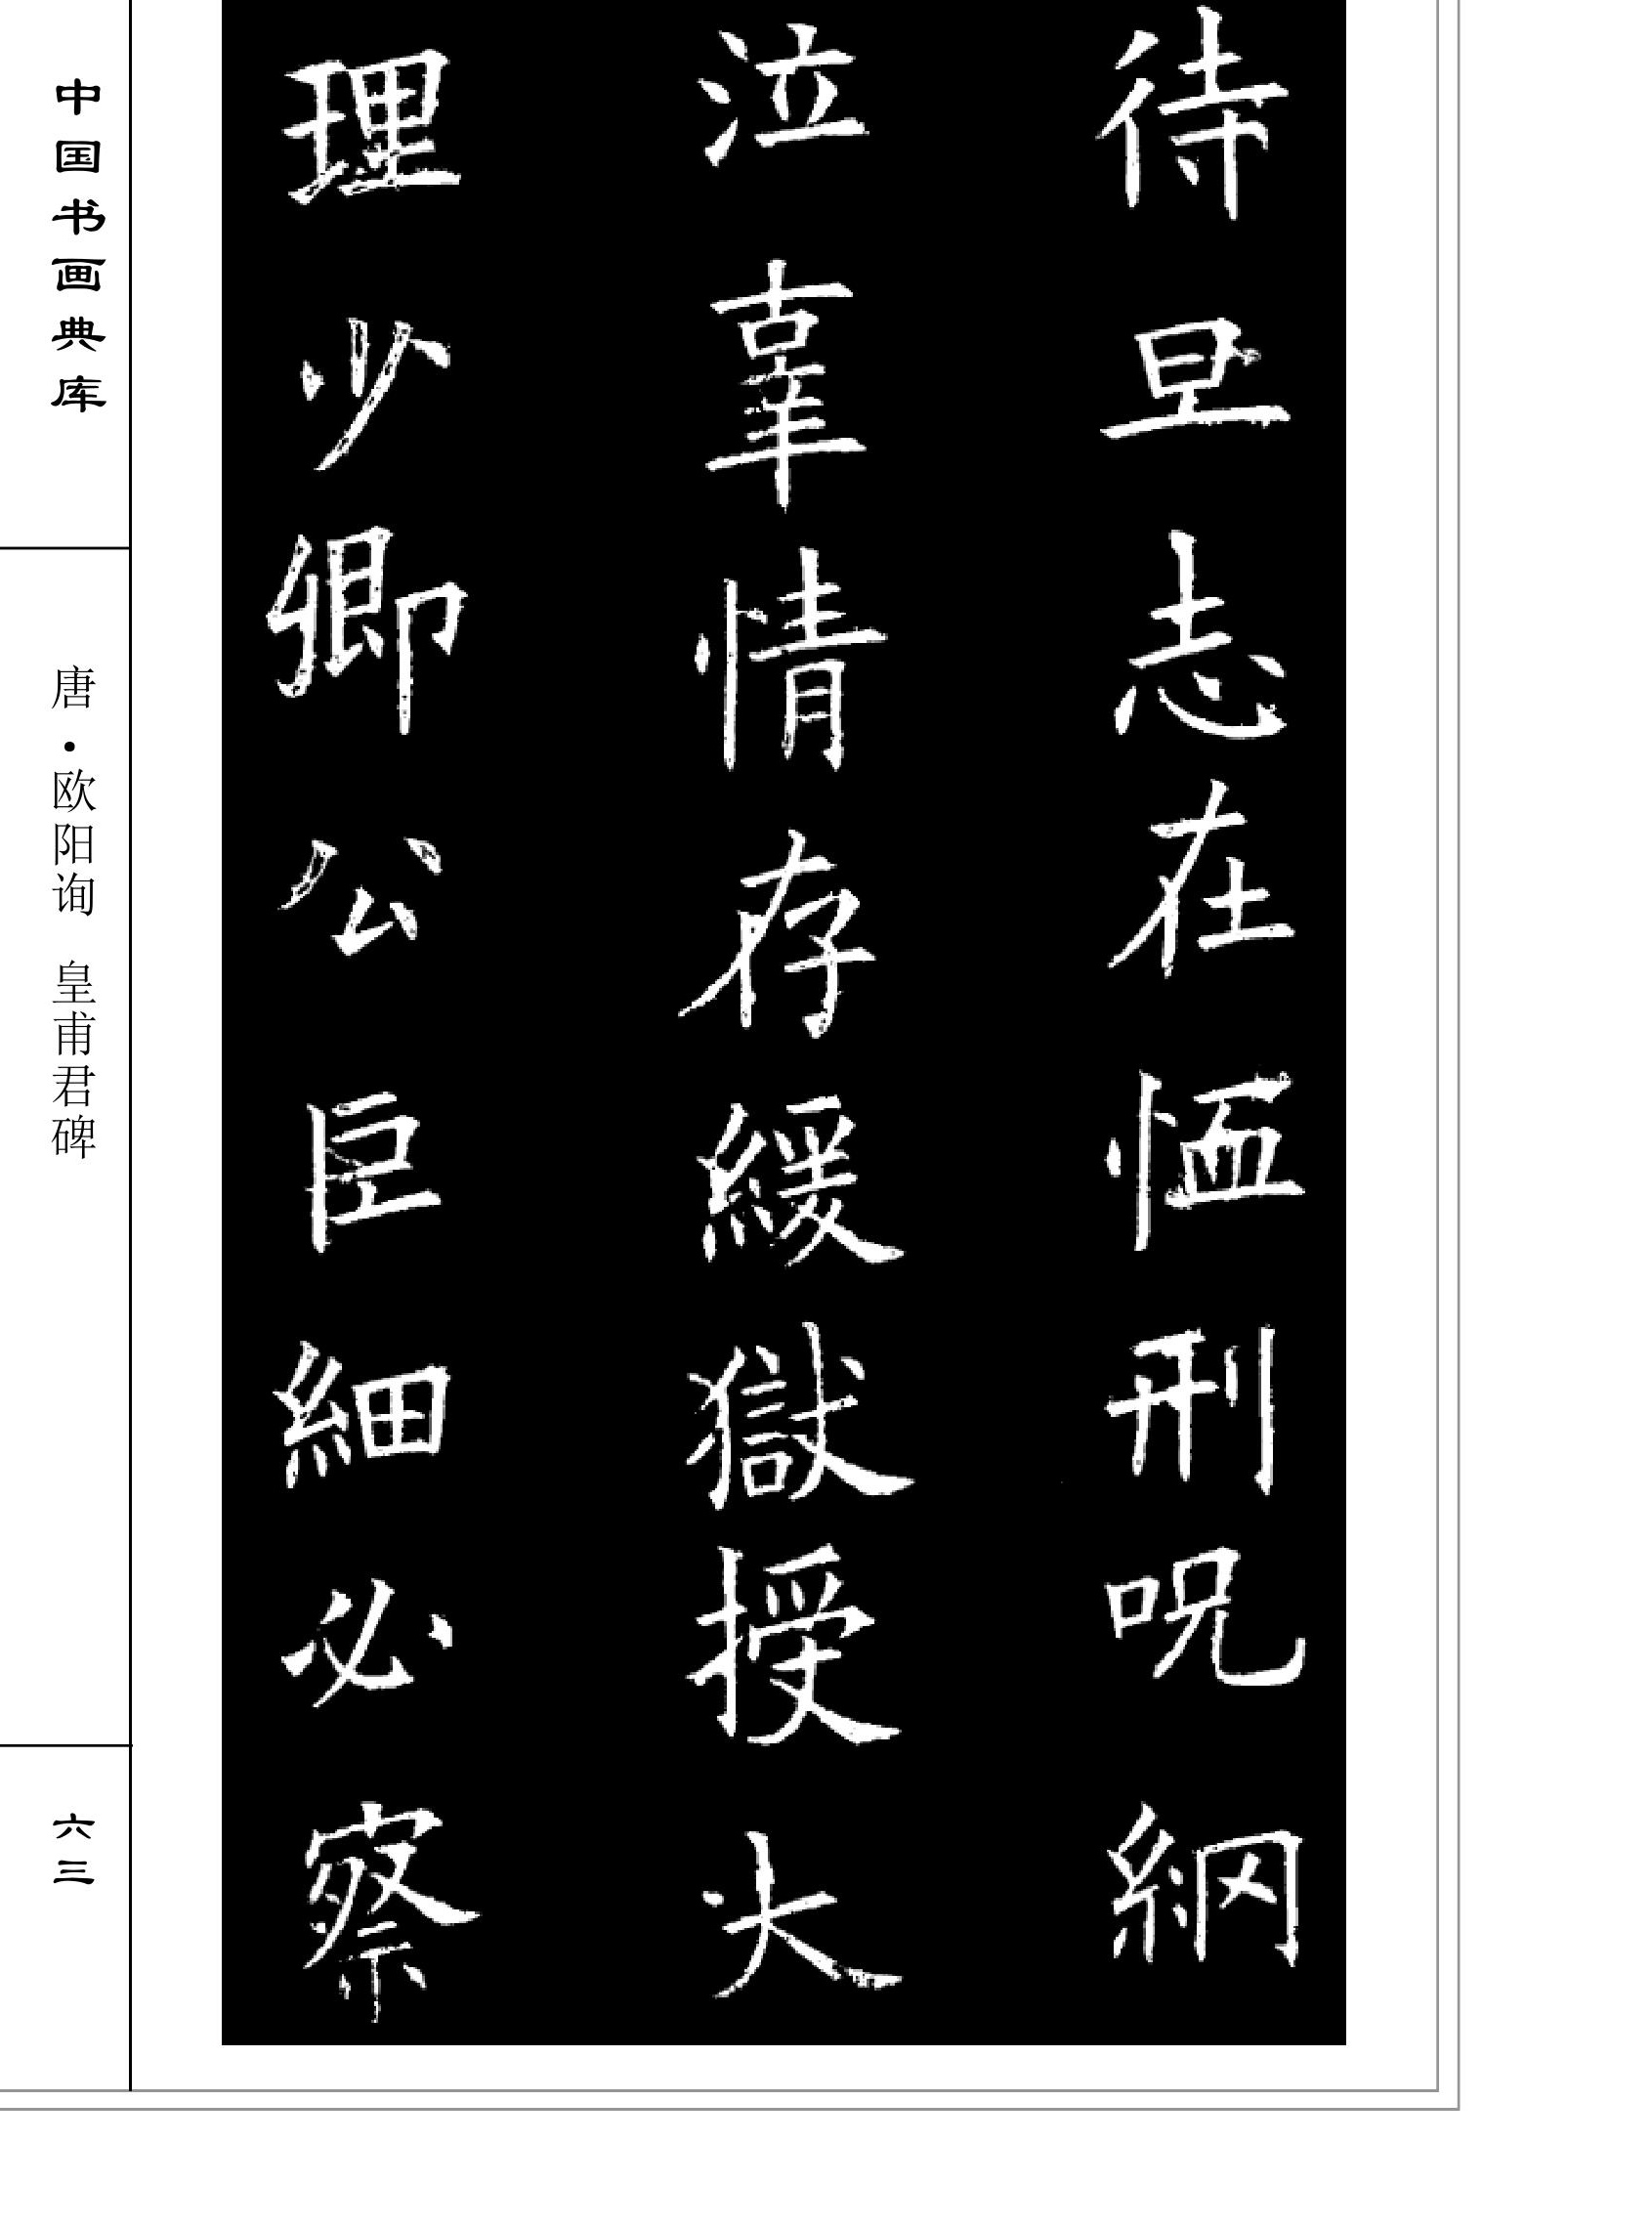 待旦志在恤刑呪網
泣辜情存緩獄授大
理少卿公巨細必察
中国书画典库
唐·欧阳询 皇甫君碑
六三